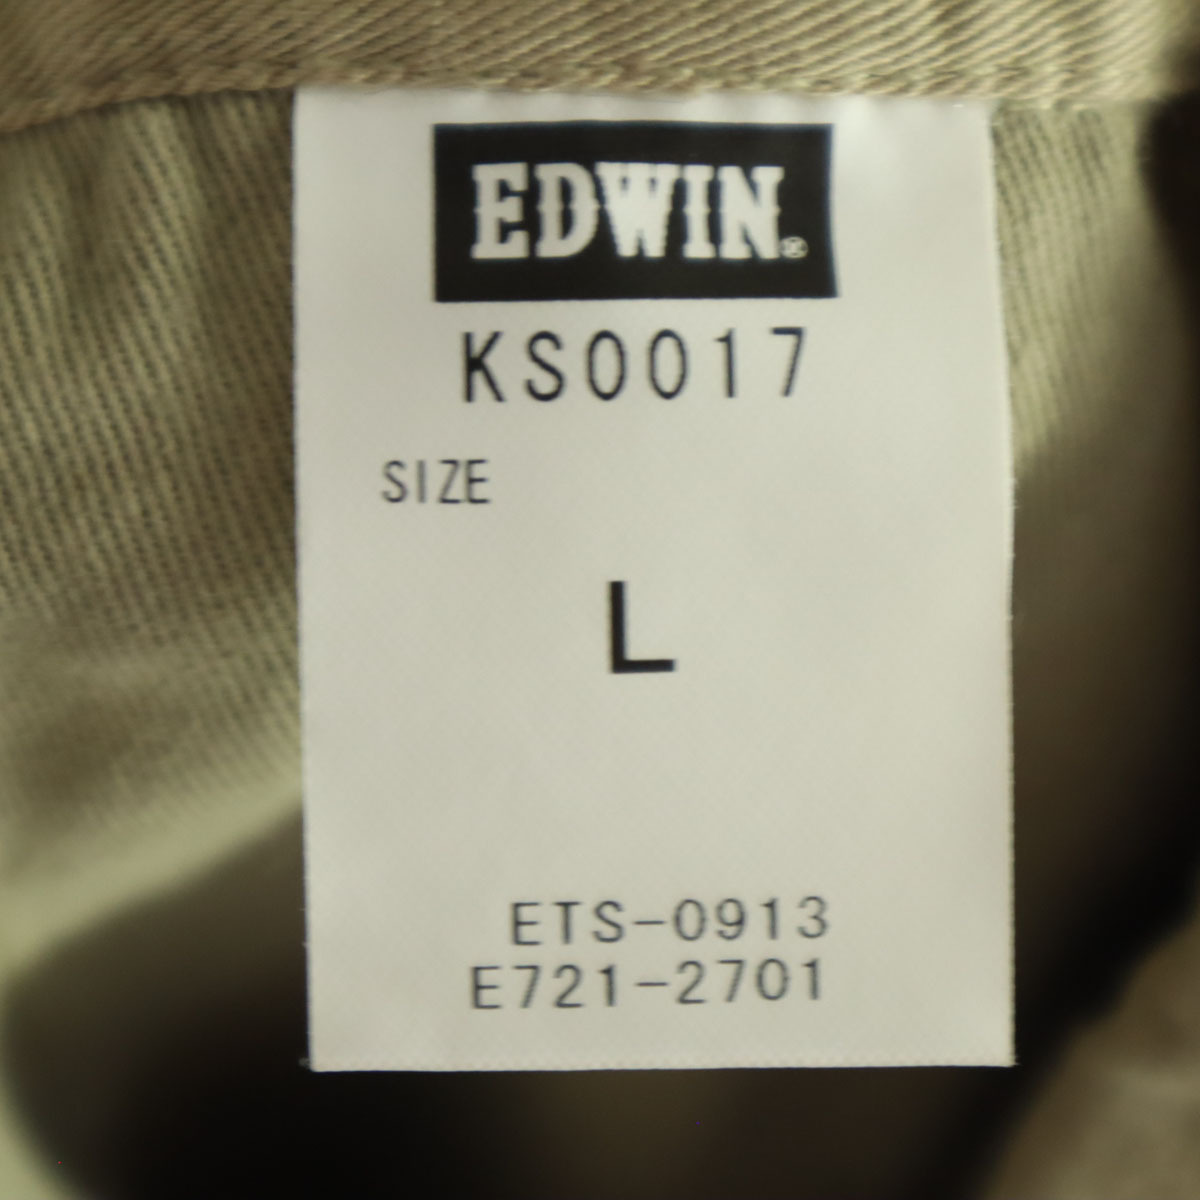 EDWIN®
KS0017
SIZE
L
ETS-0913
E721-2701